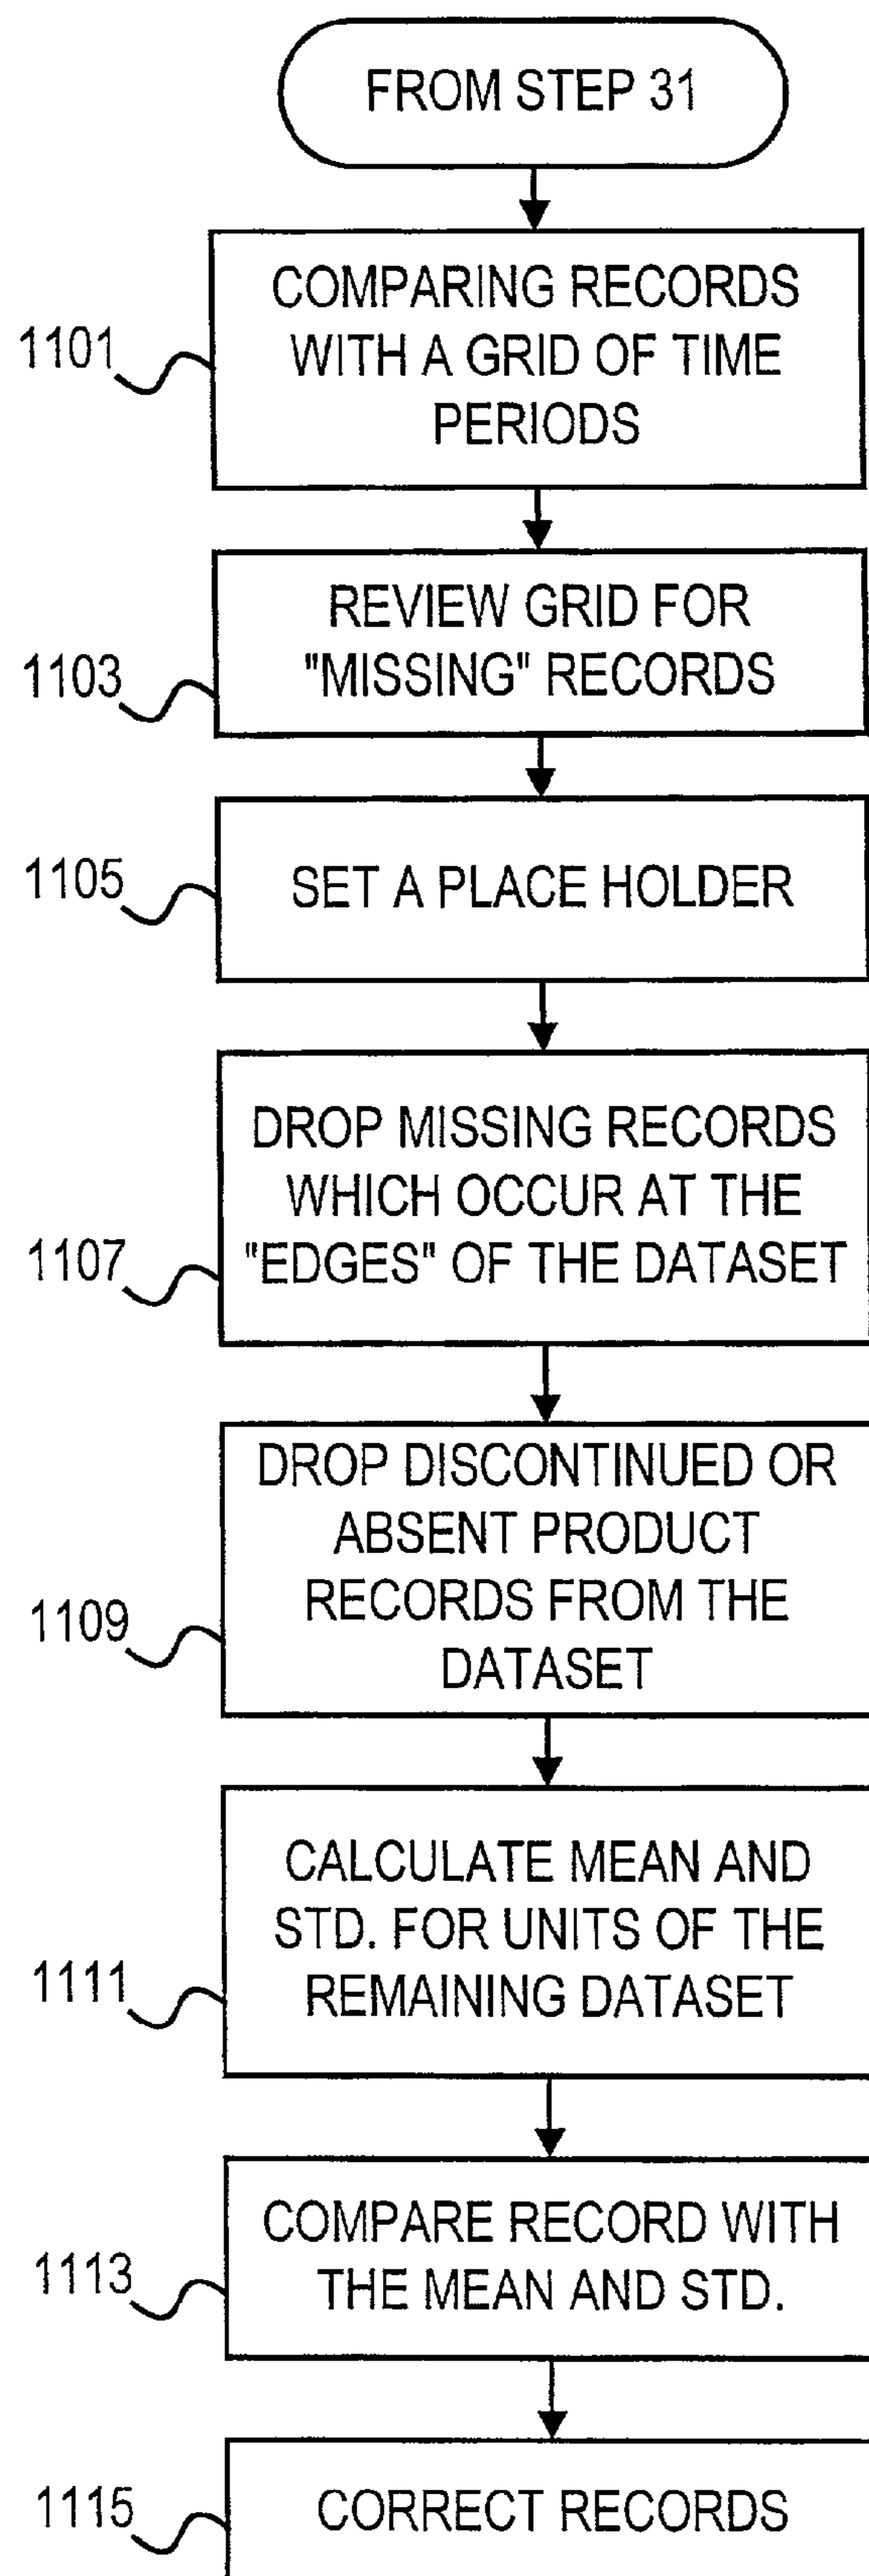 FROM STEP 31
COMPARING RECORDS
WITH A GRID OF TIME
PERIODS
1101
REVIEW GRID FOR
"MISSING" RECORDS
1103
SET A PLACE HOLDER
1105
DROP MISSING RECORDS
WHICH OCCUR AT THE
"EDGES" OF THE DATASET
1107
DROP DISCONTINUED OR
ABSENT PRODUCT
RECORDS FROM THE
DATASET
1109
CALCULATE MEAN AND
STD. FOR UNITS OF THE
REMAINING DATASET
1111
COMPARE RECORD WITH
THE MEAN AND STD.
1113
CORRECT RECORDS
1115